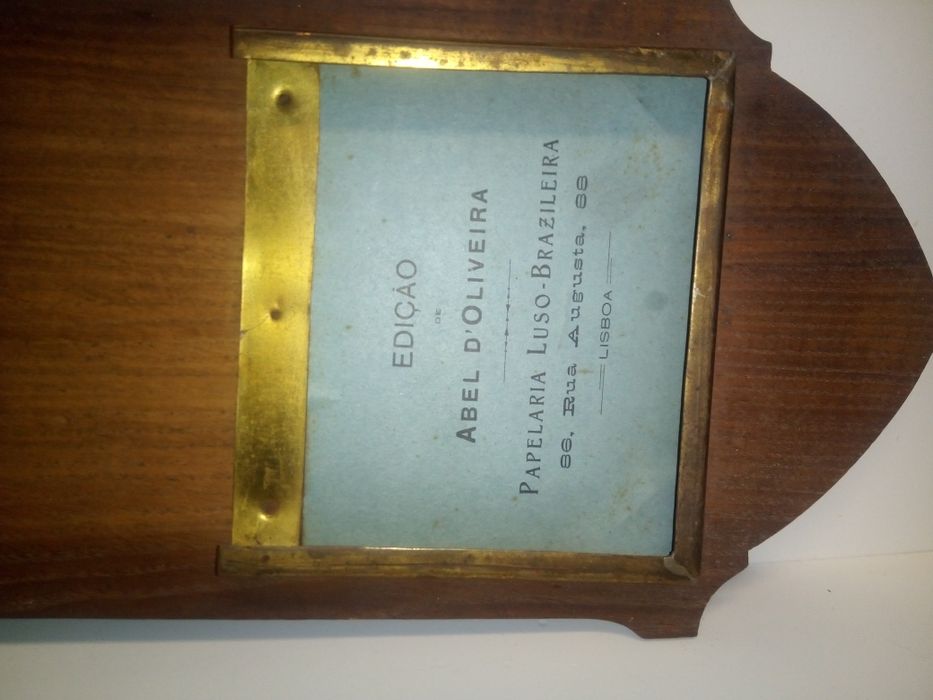 EDIÇÃO
DE
ABEL D'OLIVEIRA
PAPELARIA LUSO-BRAZILEIRA
86, Rua Augusta, 88
LISBOA